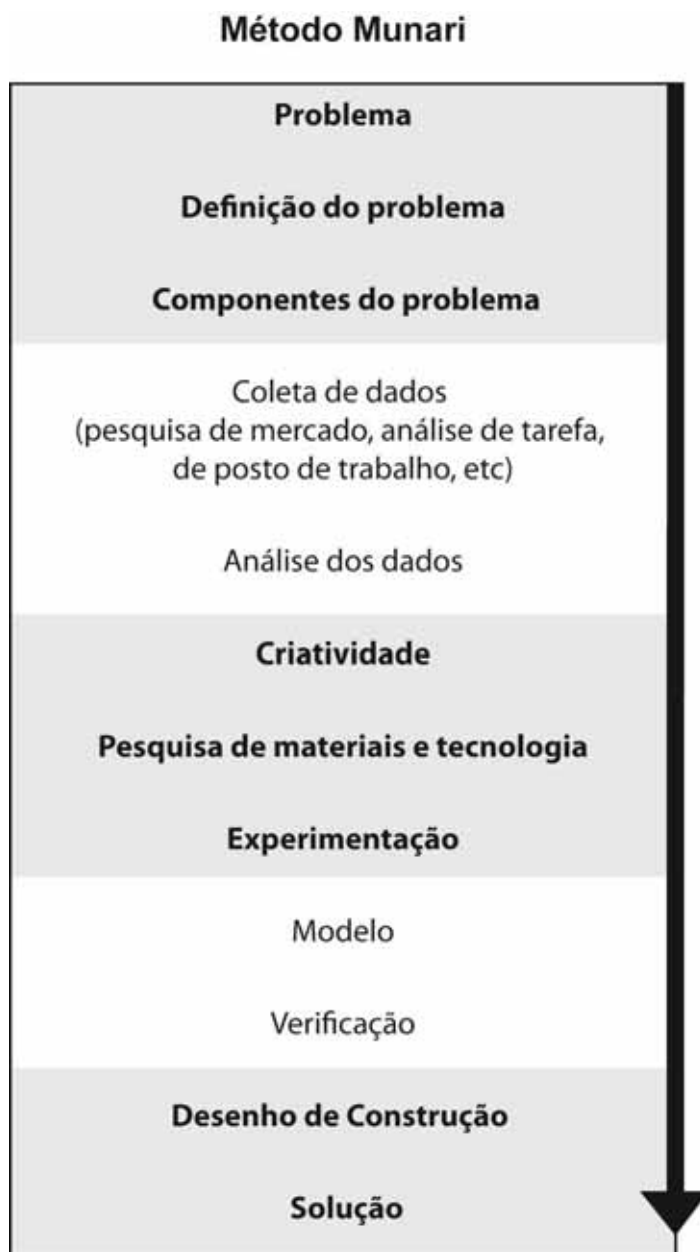 Método Munari
Problema
Definição do problema
Componentes do problema
Coleta de dados
(pesquisa de mercado, análise de tarefa,
de posto de trabalho, etc)
Análise dos dados
Criatividade
Pesquisa de materiais e tecnologia
Experimentação
Modelo
Verificação
Desenho de Construção
Solução